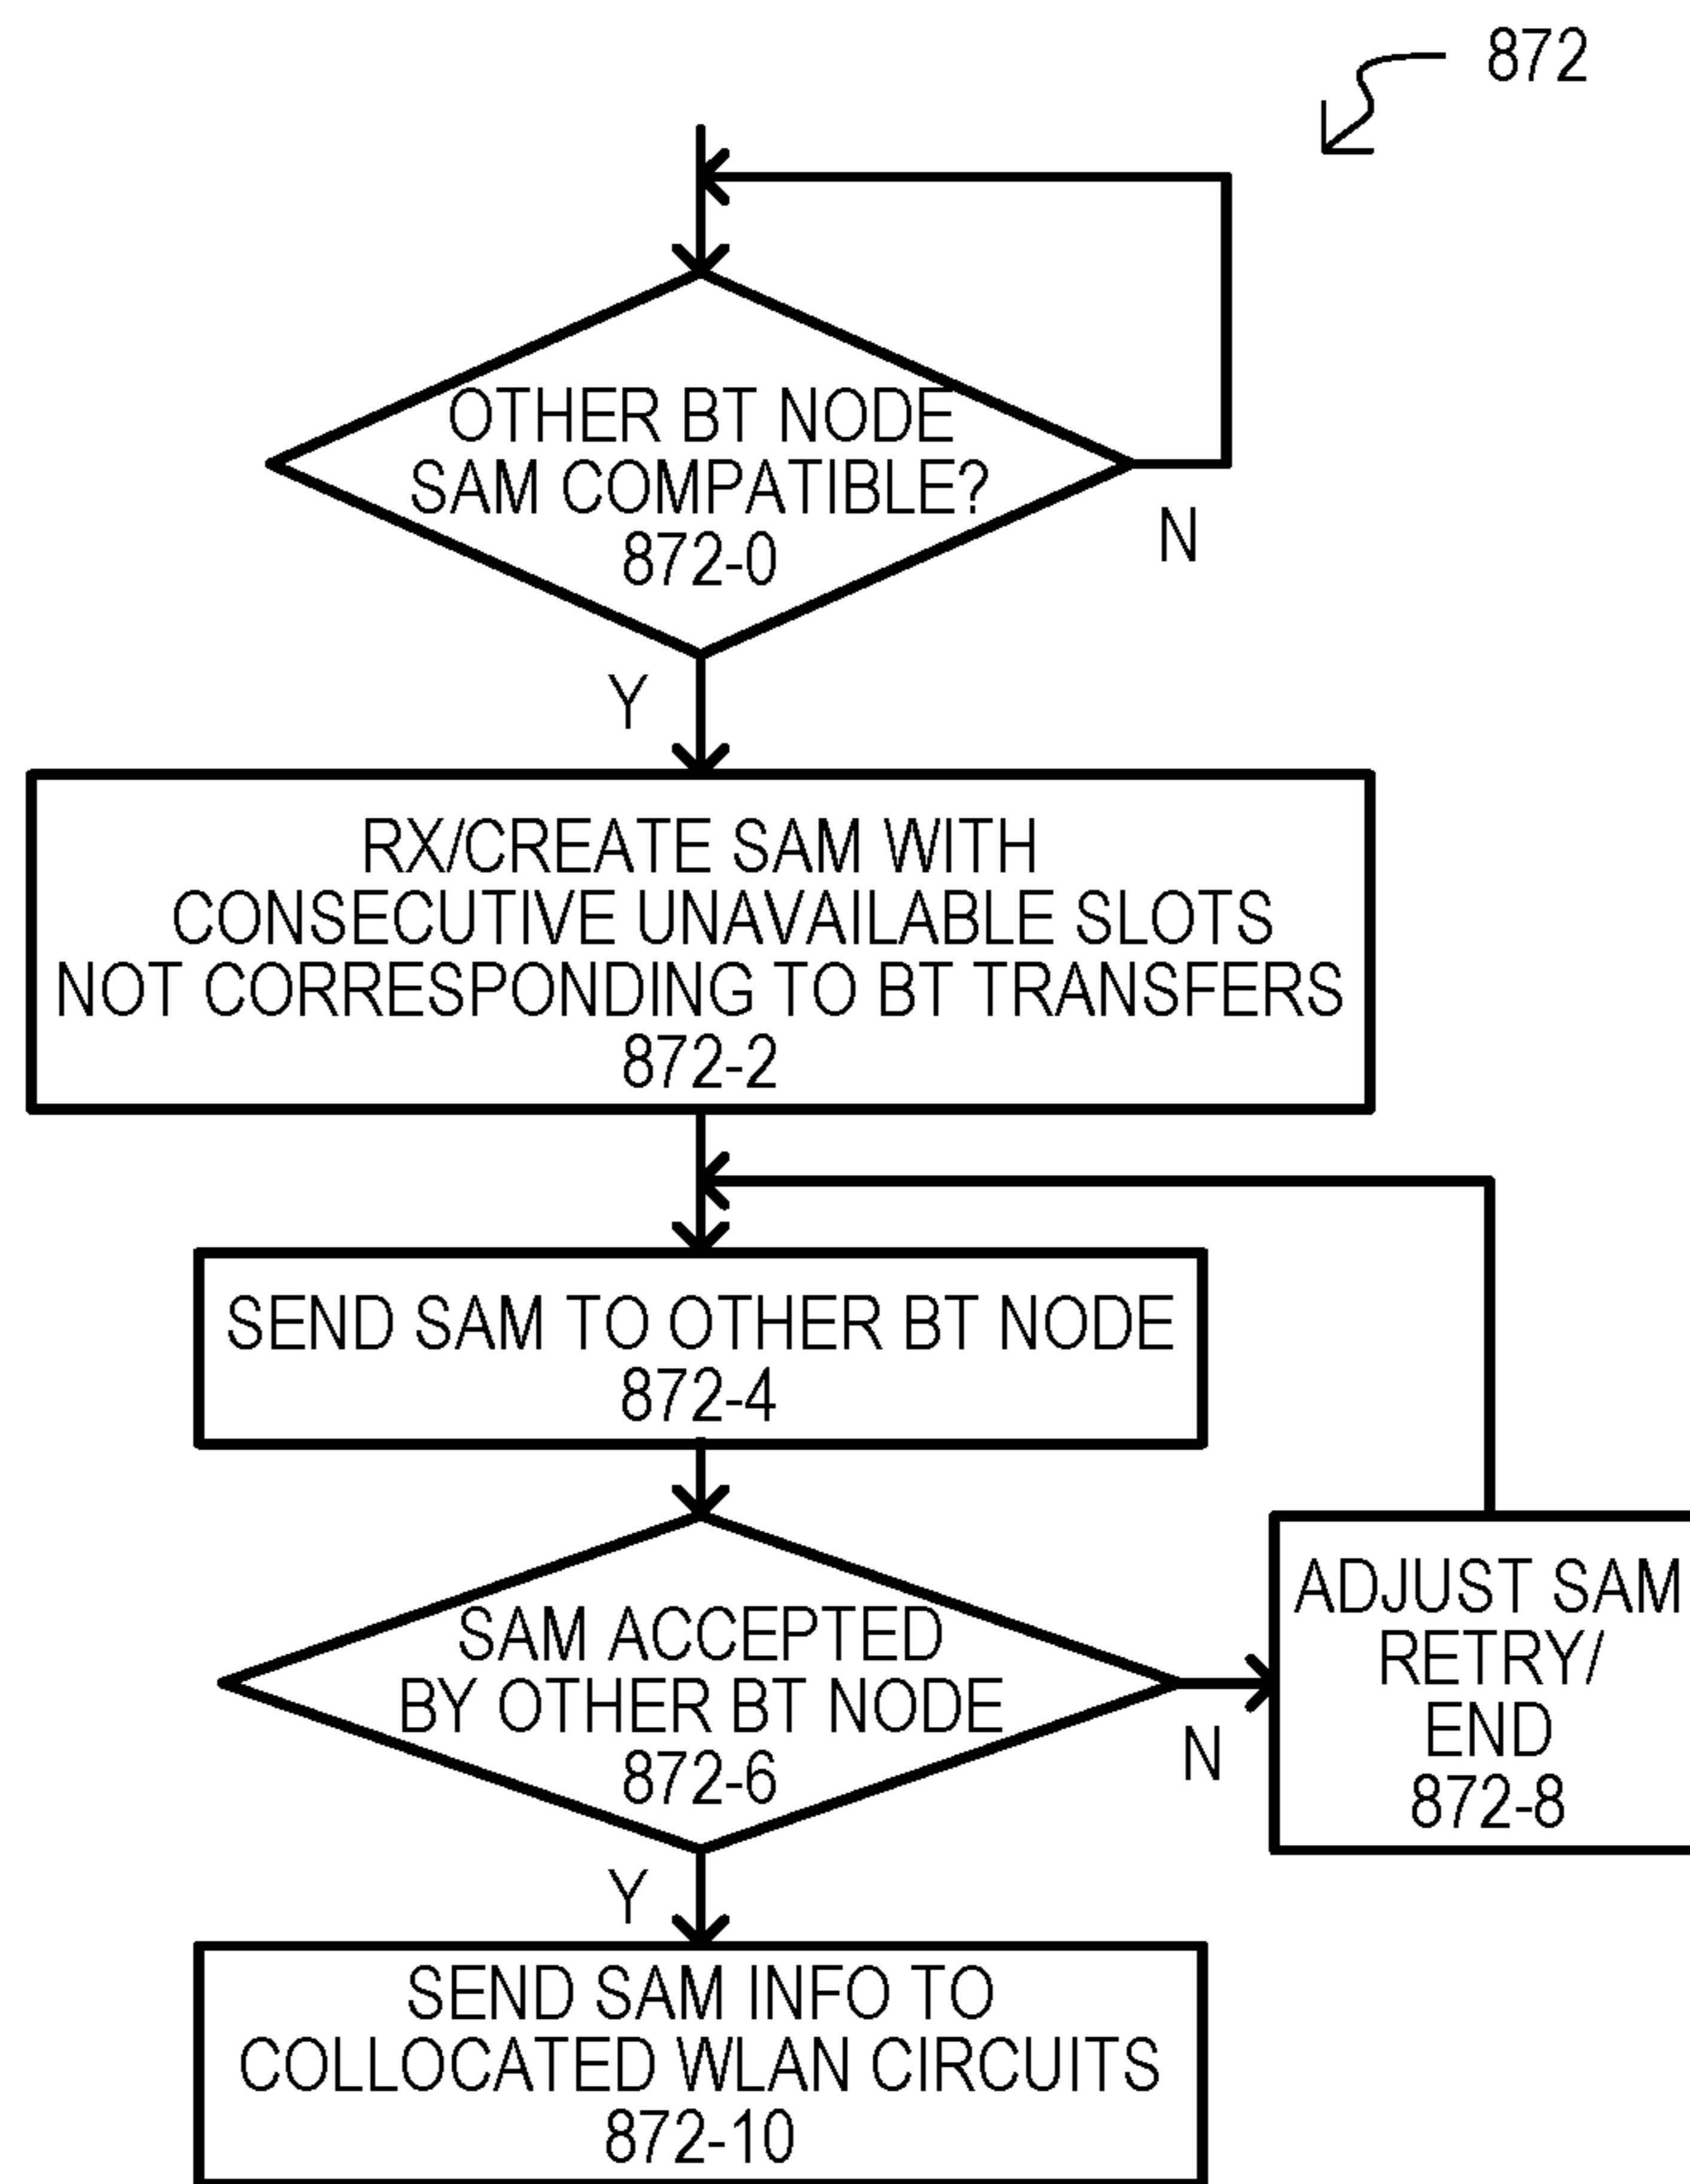 872
OTHER BT NODE
SAM COMPATIBLE?
872-0
N
Y
RX/CREATE SAM WITH
CONSECUTIVE UNAVAILABLE SLOTS
NOT CORRESPONDING TO BT TRANSFERS
872-2
SEND SAM TO OTHER BT NODE
872-4
SAM ACCEPTED
BY OTHER BT NODE
872-6
N
ADJUST SAM
RETRY/
END
872-8
Y
SEND SAM INFO TO
COLLOCATED WLAN CIRCUITS
872-10